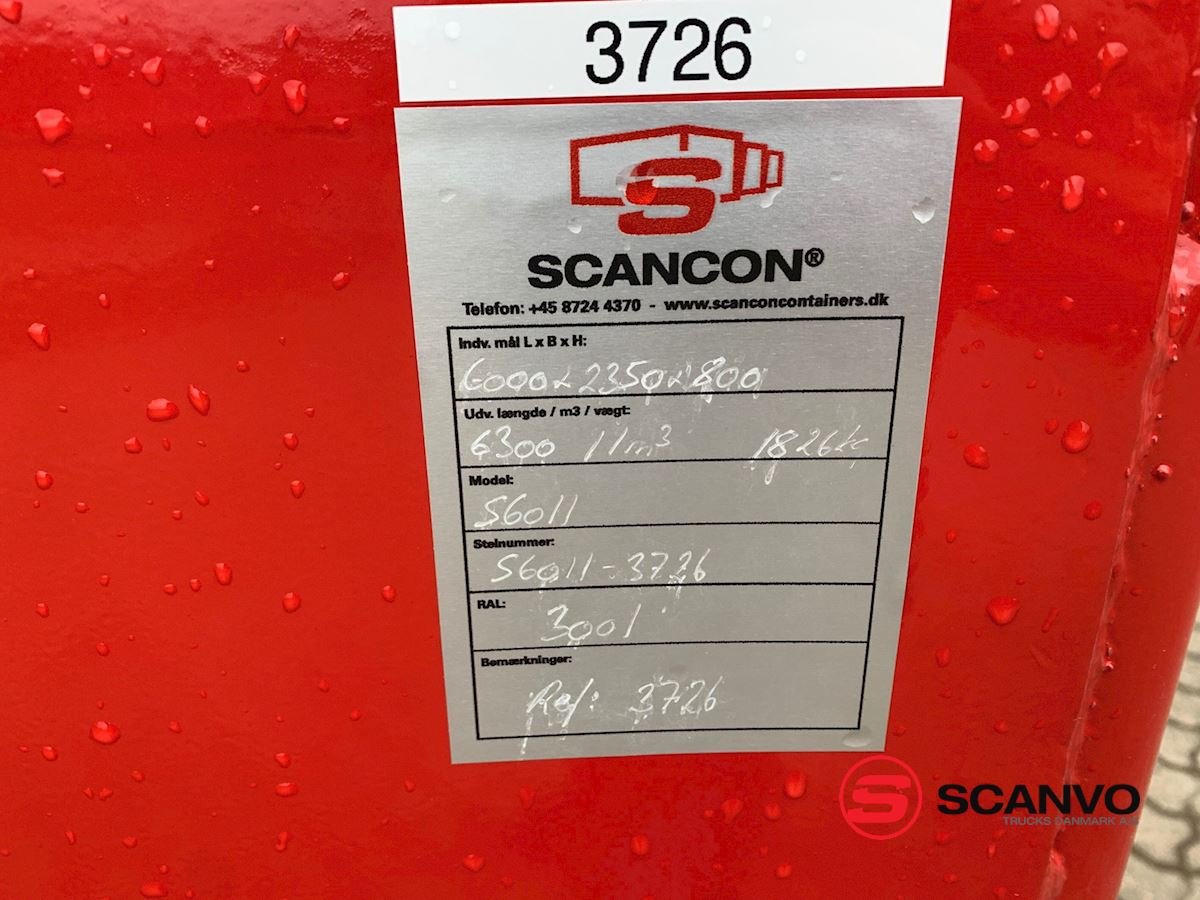 3726
S
SCANCON®
Telefon: +45 8724 4370 - www.scanconcontainers.dk
Indv. mål L x B x H:
6000x2350x800
Udv. længde / m3 / vægt:
6300 11m3 1826kg
Model:
S6011
Stelnummer:
S6011-3726
RAL:
3001
Bemærkninger:
Ref: 3726
S SCANVO
TRUCKS DANMARK A/S